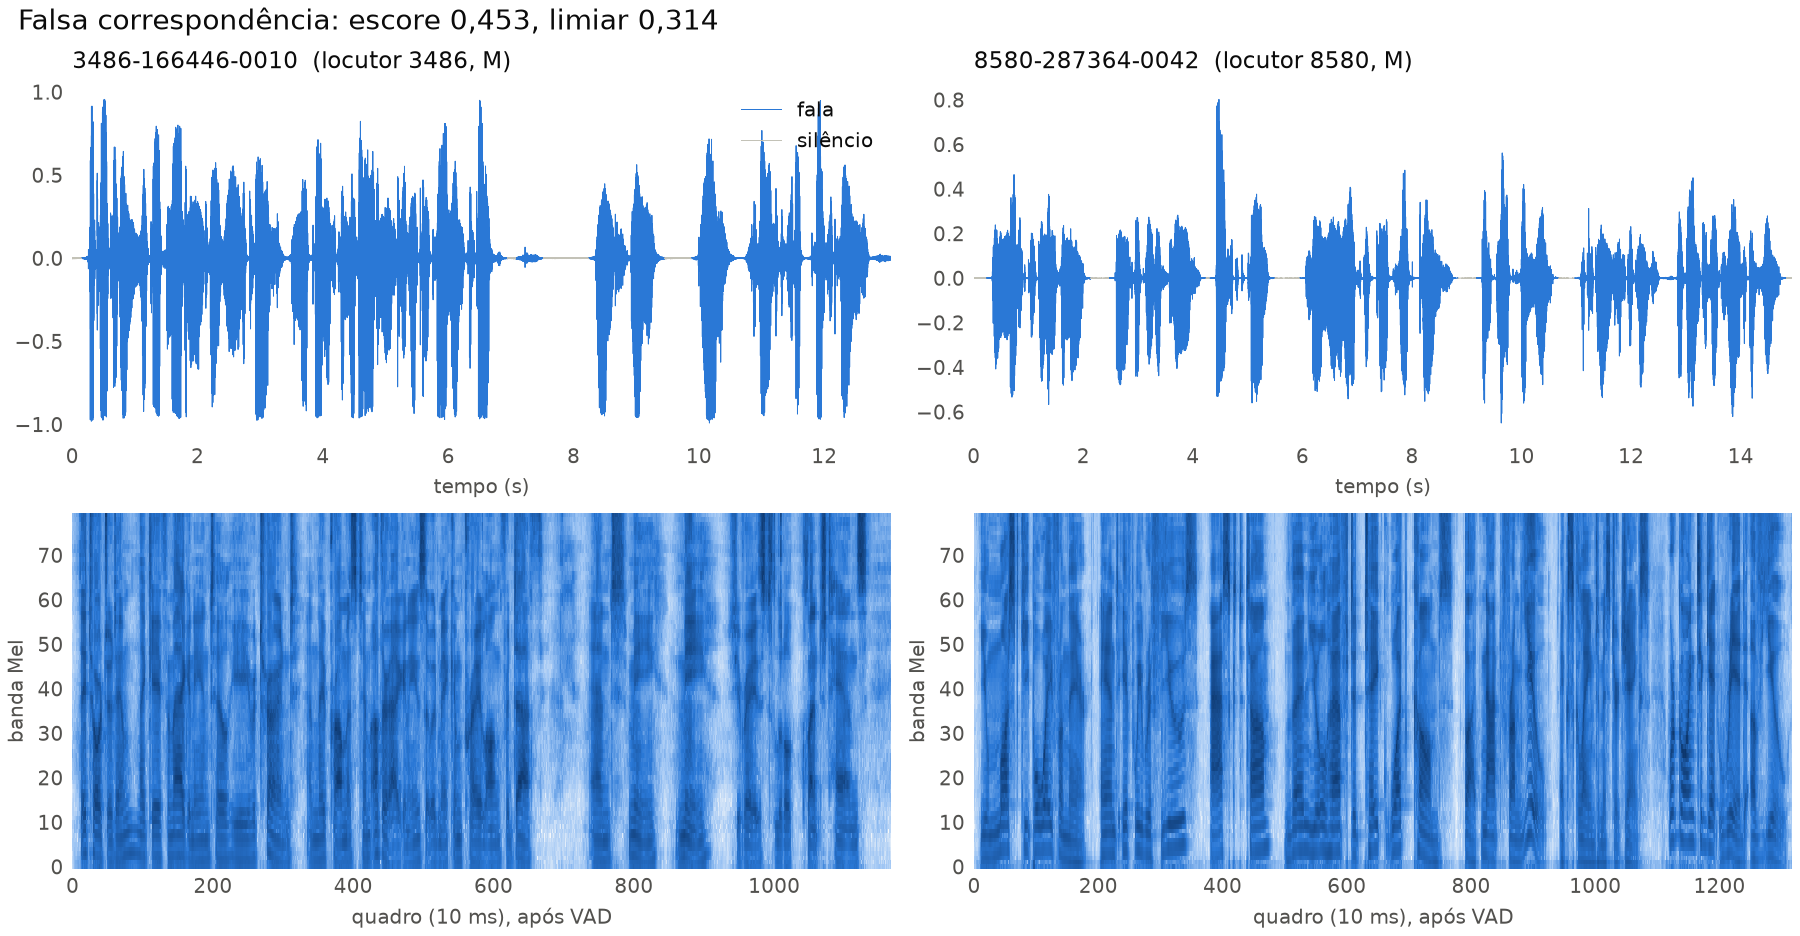 Falsa correspondência: escore 0,453, limiar 0,314
3486-166446-0010  (locutor 3486, M)
1.0
0.5
0.0
−0.5
−1.0
fala
silêncio
0 2 4 6 8 10 12
tempo (s)
8580-287364-0042  (locutor 8580, M)
0.8
0.6
0.4
0.2
0.0
−0.2
−0.4
−0.6
0 2 4 6 8 10 12 14
tempo (s)
banda Mel
70
60
50
40
30
20
10
0
0 200 400 600 800 1000
quadro (10 ms), após VAD
banda Mel
70
60
50
40
30
20
10
0
0 200 400 600 800 1000 1200
quadro (10 ms), após VAD